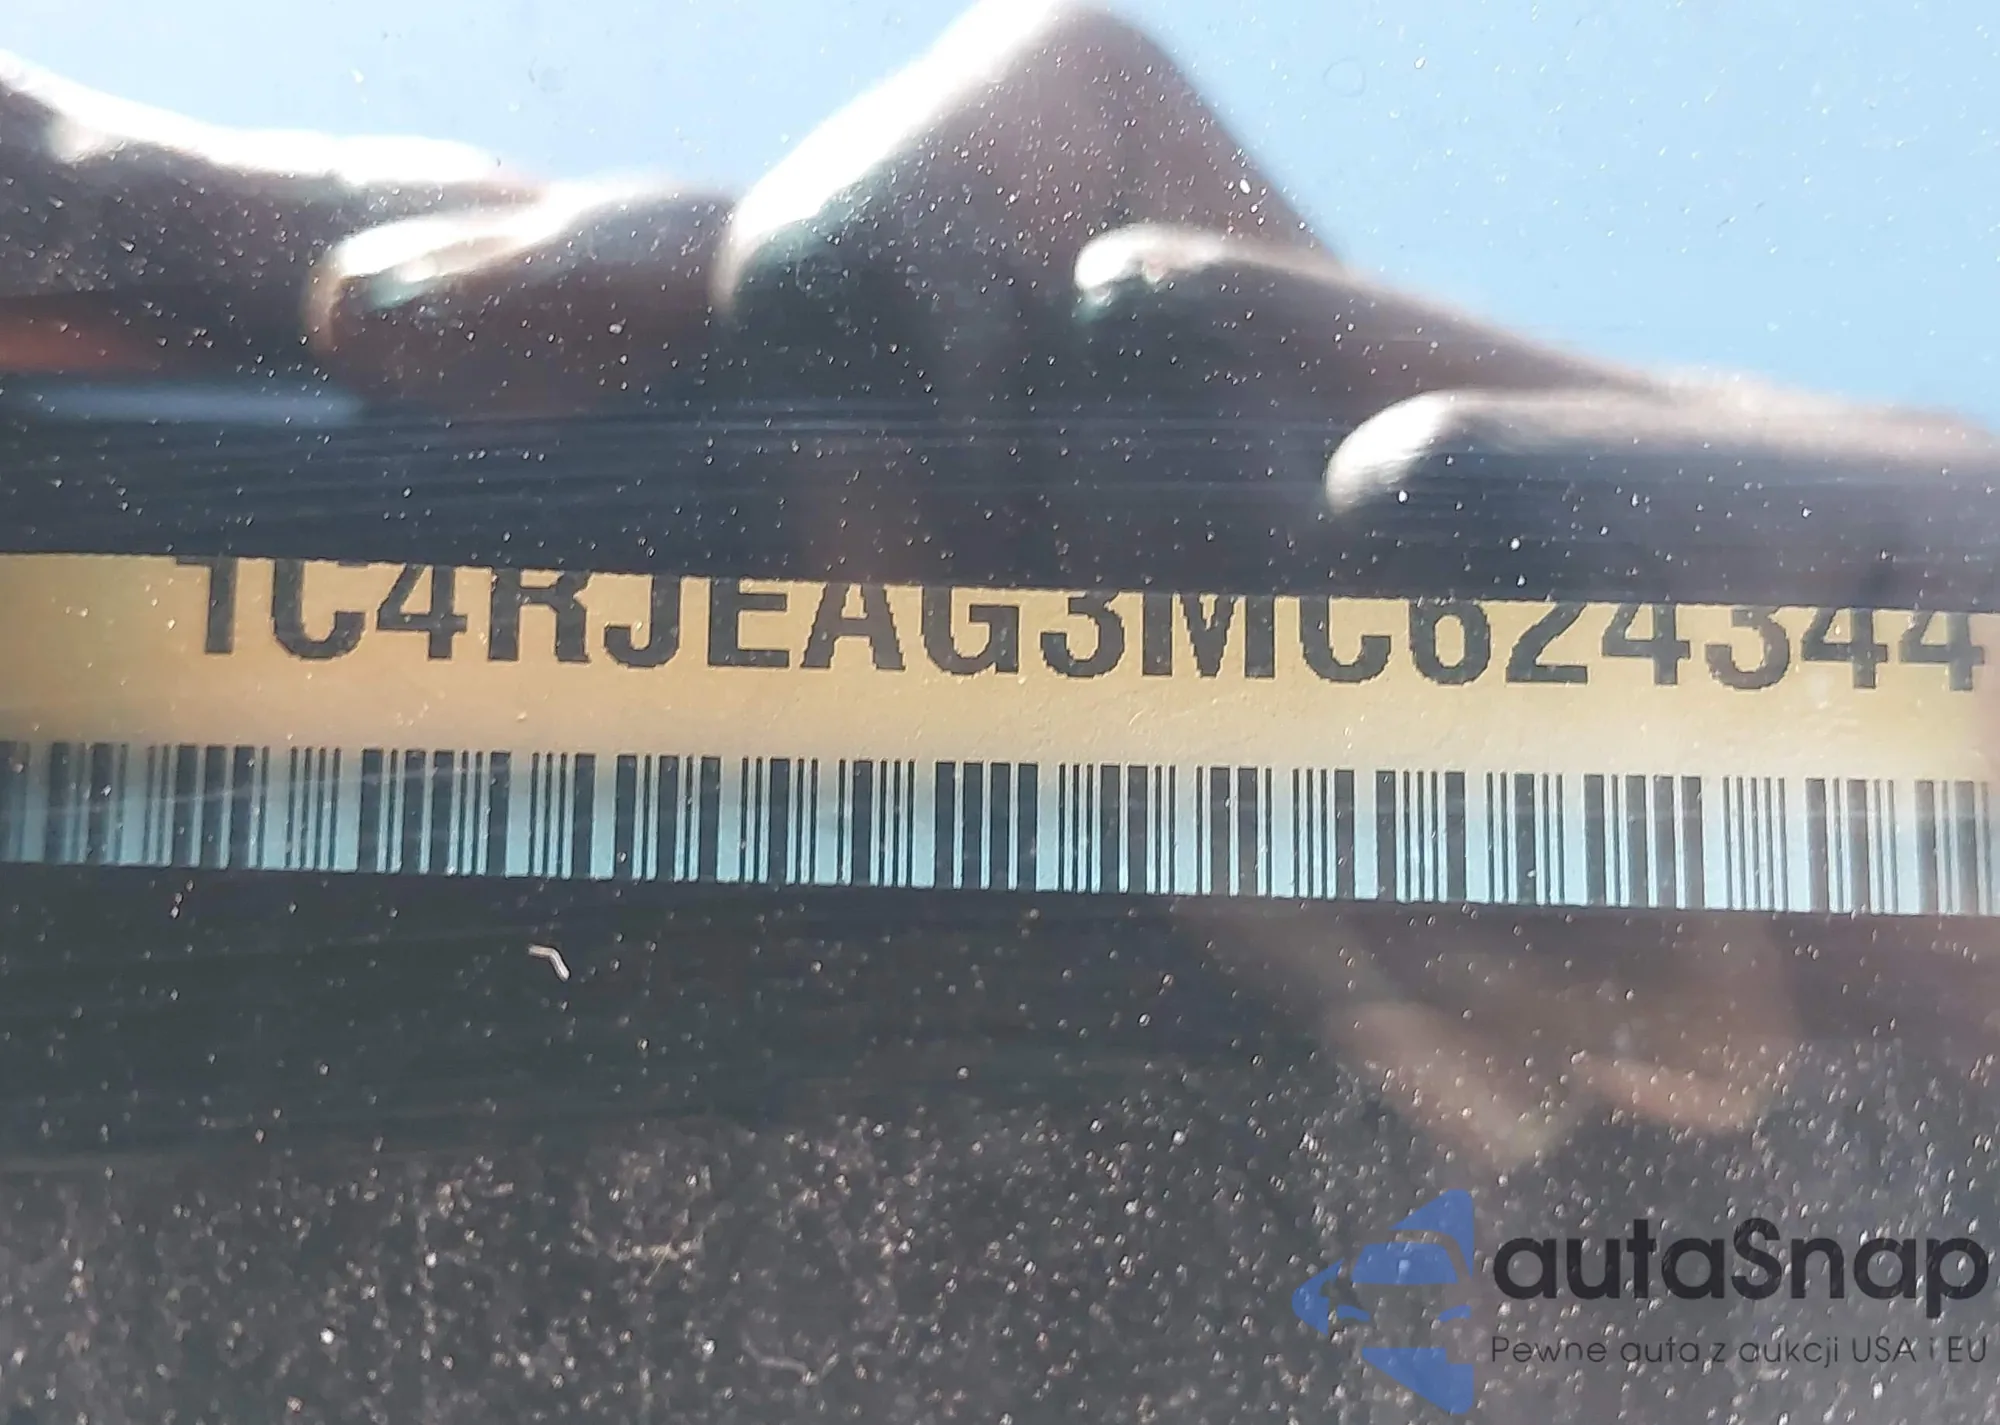 1C4RJEAG3MC624344
autaSnap
Pewne auta z aukcji USA i EU